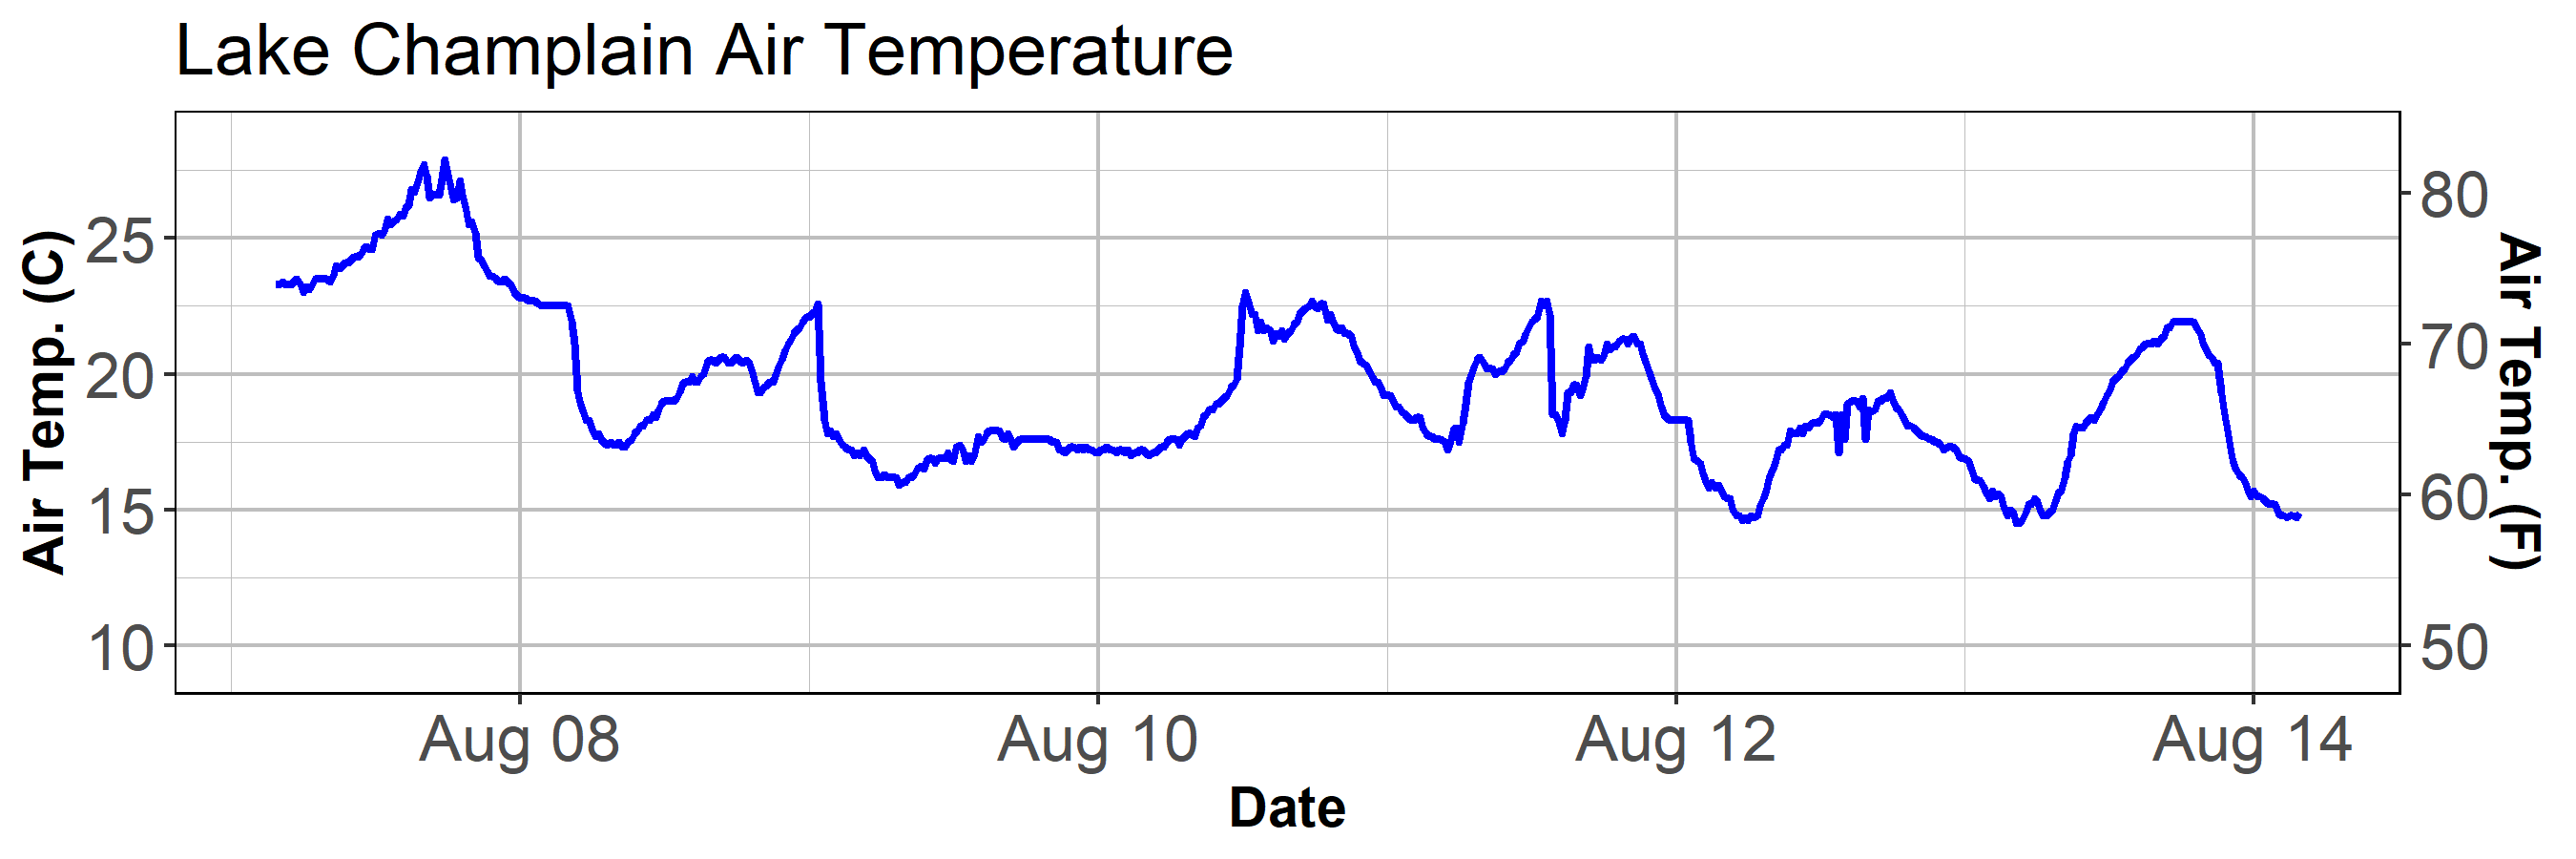 Lake Champlain Air Temperature
Air Temp. (C)
25
20
15
10
80
70
60
50
Air Temp. (F)
Aug 08
Aug 10
Aug 12
Aug 14
Date